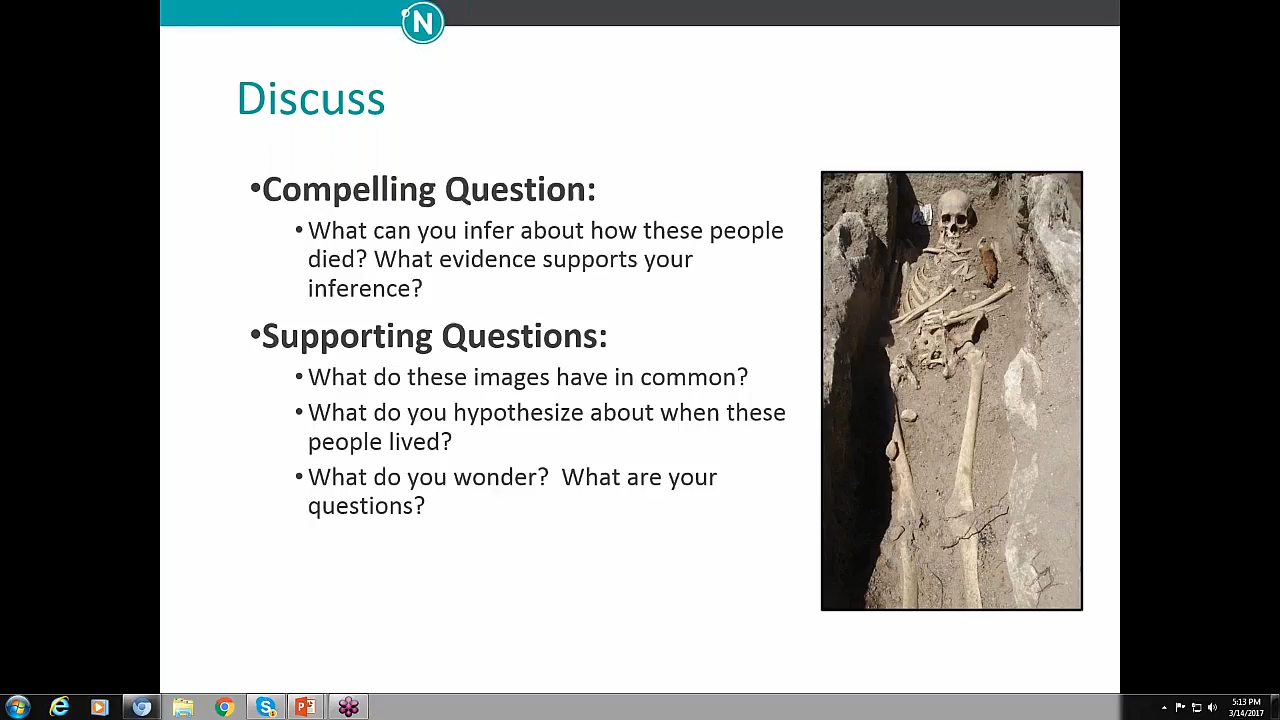 N
Discuss
•Compelling Question:
• What can you infer about how these people
died? What evidence supports your
inference?
•Supporting Questions:
• What do these images have in common?
• What do you hypothesize about when these
people lived?
• What do you wonder?  What are your
questions?
5:13 PM
3/14/2017